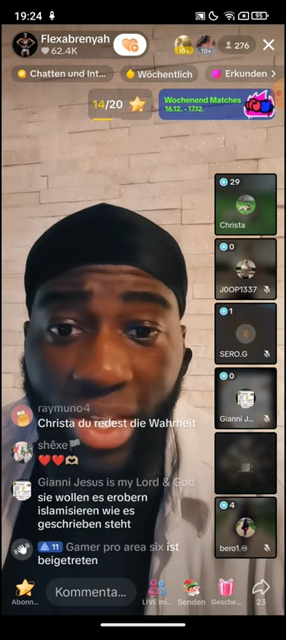 19:24
95
Flexabrenyah
62.4K
10+
10+
276
Chatten und Int...
Wöchentlich
Erkunden
14/20
Wochenend Matches
16.12. - 17.12.
29
Christa
0
J0OP1337
1
SERO.G
0
Gianni J...
4
bero1.
raymuno4
Christa du redest die Wahrheit
shêxe
Gianni Jesus is my Lord & God
sie wollen es erobern
islamisieren wie es
geschrieben steht
11 Gamer pro area six ist
beigetreten
Abonn...
Kommenta...
LIVE mi...
Senden
Gesche...
23